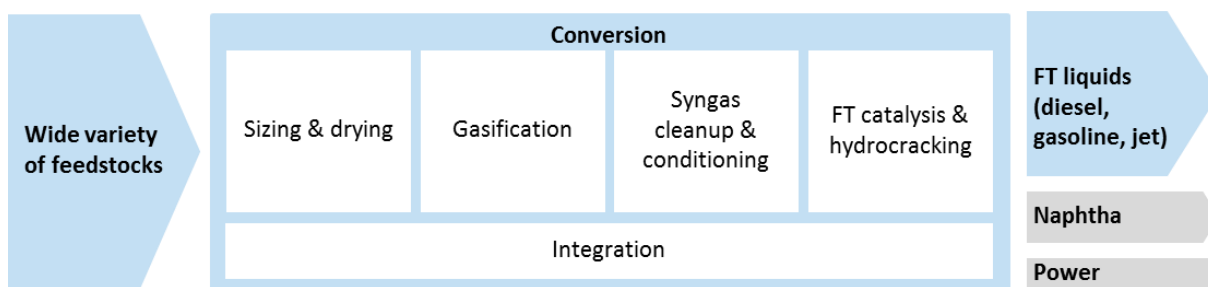 Wide variety
of feedstocks
Conversion
Sizing & drying
Gasification
Syngas
cleanup &
conditioning
FT catalysis &
hydrocracking
Integration
FT liquids
(diesel,
gasoline, jet)
Naphtha
Power